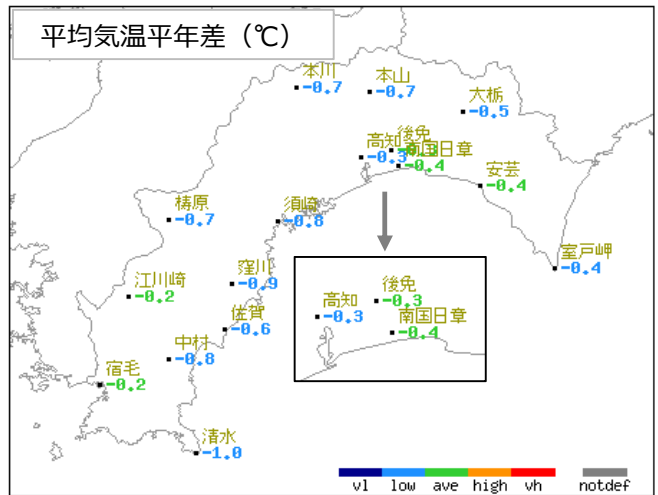 平均気温平年差（℃）
本川
-0.7
本山
-0.7
大栃
-0.5
高知
-0.3
後免
-0.3
南国日章
-0.4
安芸
-0.4
梼原
-0.7
須崎
-0.8
室戸岬
-0.4
窪川
-0.9
江川崎
-0.2
佐賀
-0.6
中村
-0.8
宿毛
-0.2
清水
-1.0
後免
-0.3
高知
-0.3
南国日章
-0.4
vl low ave high vh notdef